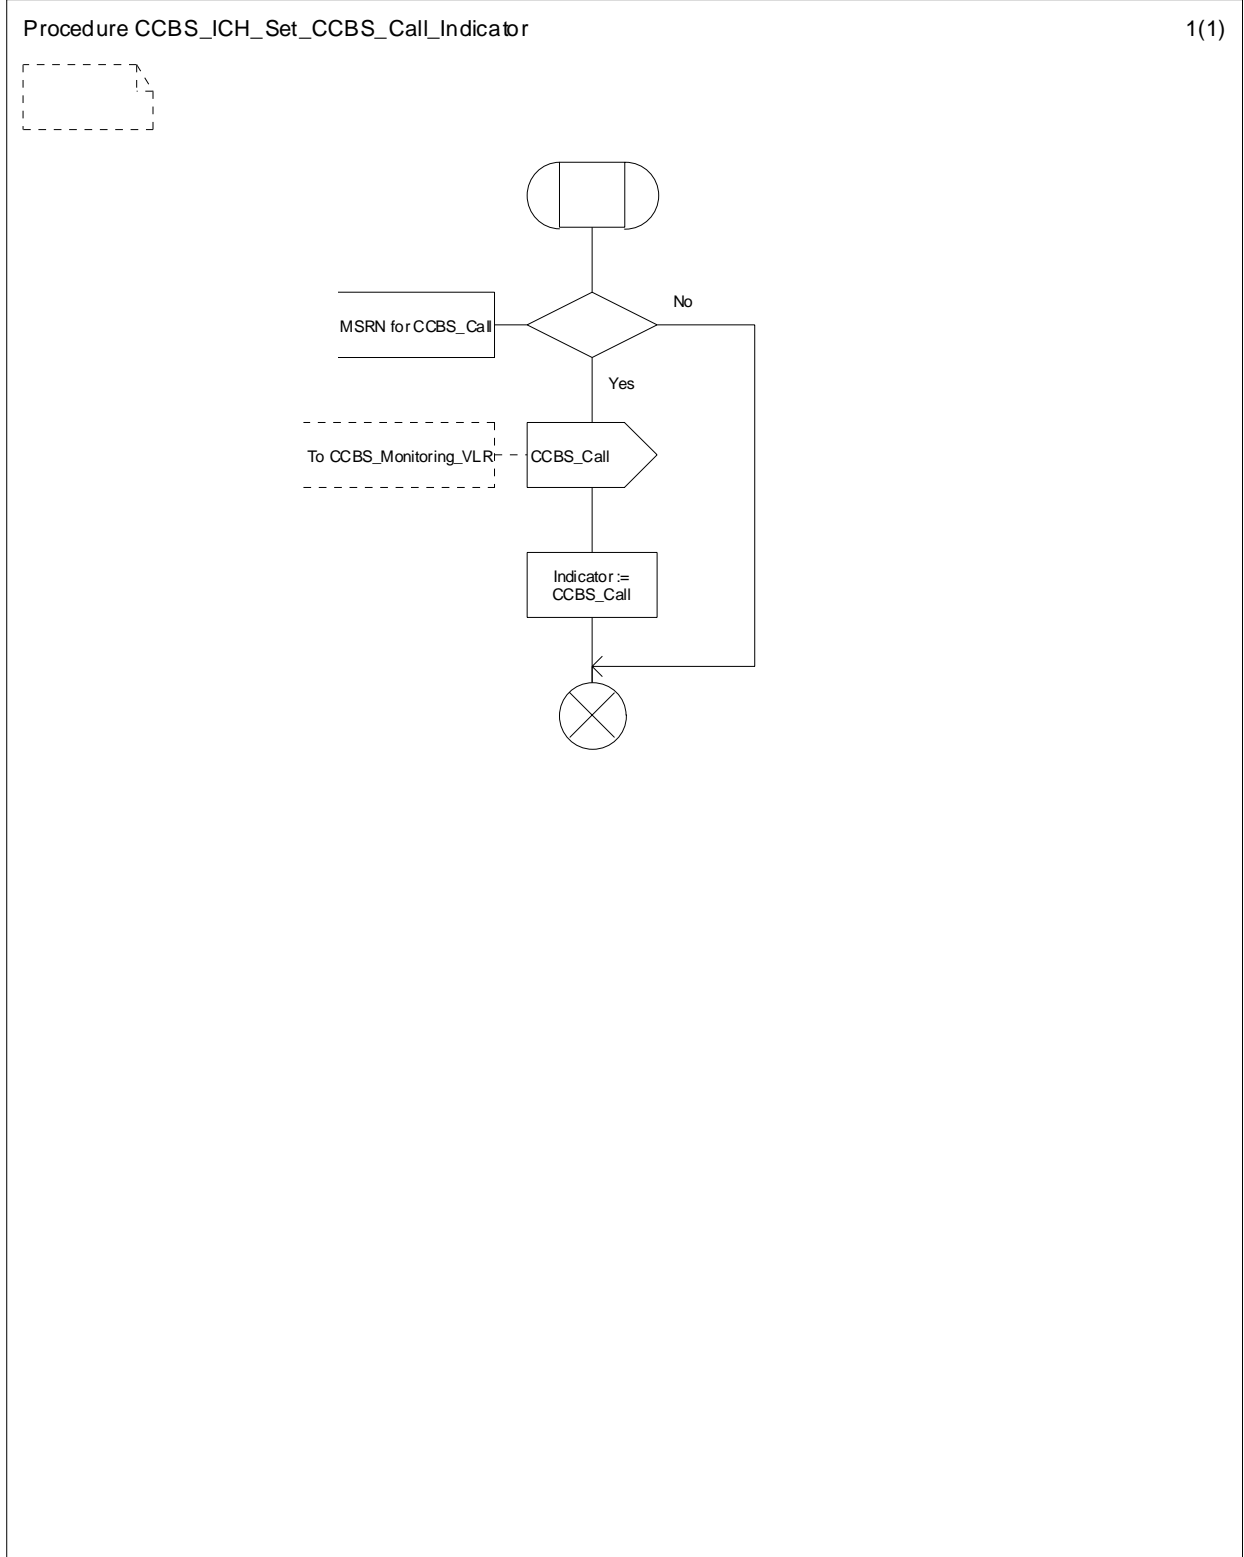 Procedure CCBS_ICH_Set_CCBS_Call_Indicator
1(1)
No
MSRN for CCBS_Call
Yes
To CCBS_Monitoring_VLR
CCBS_Call
Indicator :=
CCBS_Call